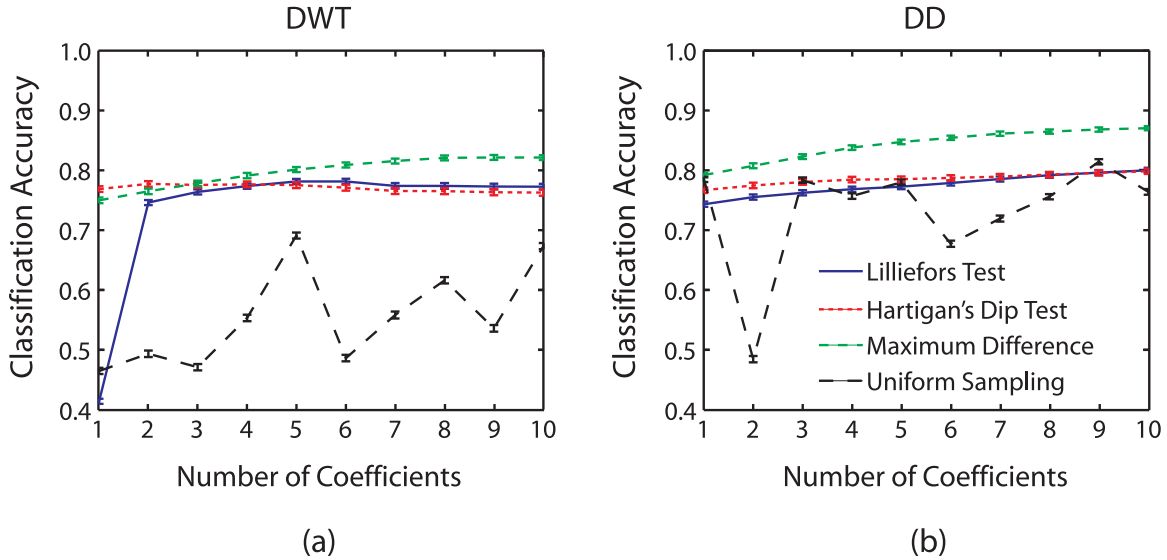 DWT
Classification Accuracy
1.0
0.9
0.8
0.7
0.6
0.5
0.4
1 2 3 4 5 6 7 8 9 10
Number of Coefficients
(a)
DD
Classification Accuracy
1.0
0.9
0.8
0.7
0.6
0.5
0.4
Lilliefors Test
Hartigan's Dip Test
Maximum Difference
Uniform Sampling
1 2 3 4 5 6 7 8 9 10
Number of Coefficients
(b)